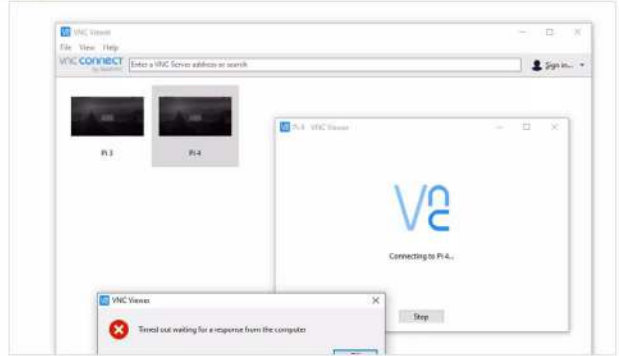 VNC Viewer
File View Help
VNC CONNECT
Enter a VNC Server address or search
Sign in...
Pi 3
Pi 4
Pi 4 VNC Viewer
Connecting to Pi 4...
Stop
VNC Viewer
Timed out waiting for a response from the computer